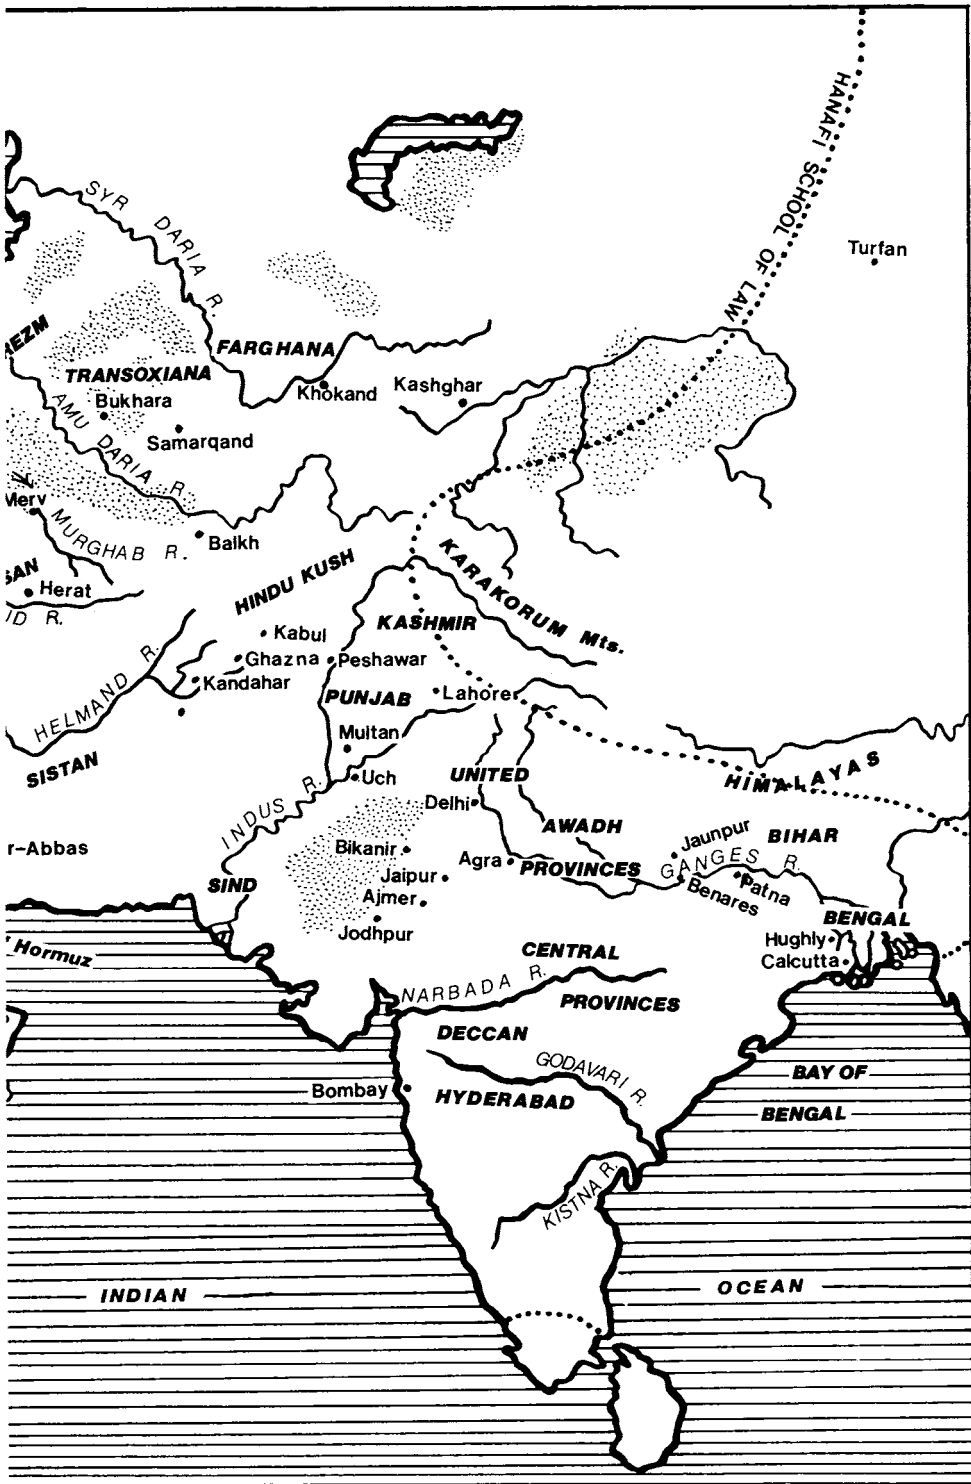 HANAFI SCHOOL OF LAW
SYR DARIA R.
Turfan
REZM
FARGHANA
TRANSOXIANA
Khokand
Kashghar
Bukhara
AMU DARIA R.
Samarqand
Merv
MURGHAB R.
Balkh
SAN
Herat
UD R.
HINDU KUSH
KARAKORUM Mts.
KASHMIR
Kabul
Ghazna
Peshawar
Kandahar
PUNJAB
Lahore
HELMAND R.
SISTAN
Multan
Uch
UNITED
HIMALAYAS
INDUS R.
Delhi
AWADH
Jaunpur
BIHAR
r-Abbas
Bikanir
Agra
PROVINCES
GANGES R.
Jaipur
SIND
Ajmer
Benares
Patna
BENGAL
Jodhpur
Hughly
Hormuz
CENTRAL
Calcutta
NARBADA R.
PROVINCES
DECCAN
GODAVARI R.
BAY OF
BENGAL
Bombay
HYDERABAD
KISTNA R.
INDIAN
OCEAN